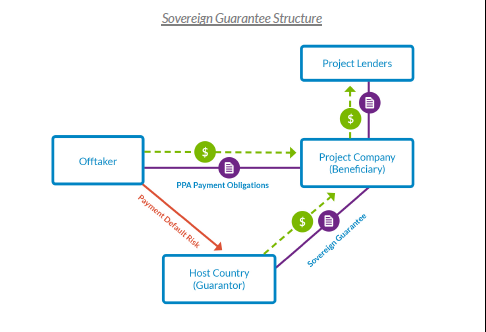 Sovereign Guarantee Structure
Project Lenders
$
Offtaker
$
Project Company
(Beneficiary)
PPA Payment Obligations
Payment Default Risk
$
Sovereign Guarantee
Host Country
(Guarantor)